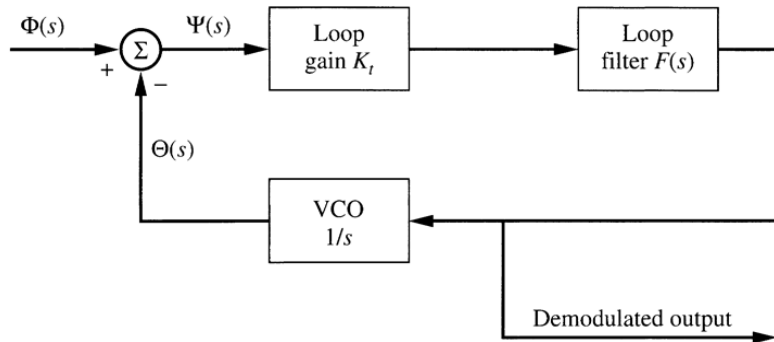 Φ(s)
Σ
+
−
Ψ(s)
Loop
gain K_t
Loop
filter F(s)
Θ(s)
VCO
1/s
Demodulated output